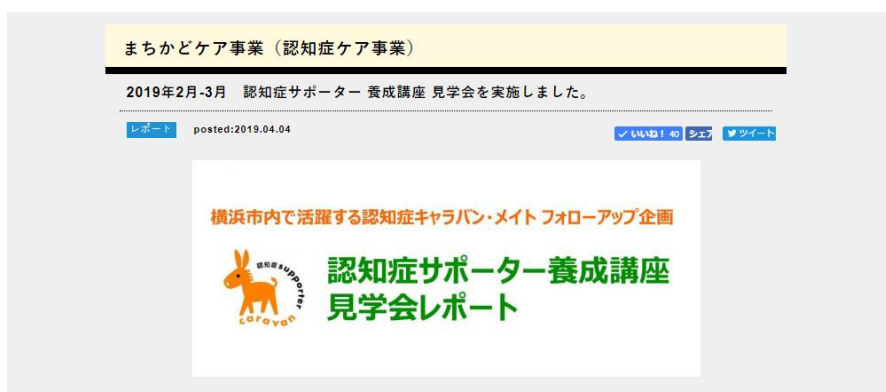 まちかどケア事業（認知症ケア事業）
2019年2月-3月　認知症サポーター 養成講座 見学会を実施しました。
レポート posted:2019.04.04 いいね！ 40 シェア ツイート
横浜市内で活躍する認知症キャラバン・メイト フォローアップ企画
認知症supporter
caravan
認知症サポーター養成講座
見学会レポート